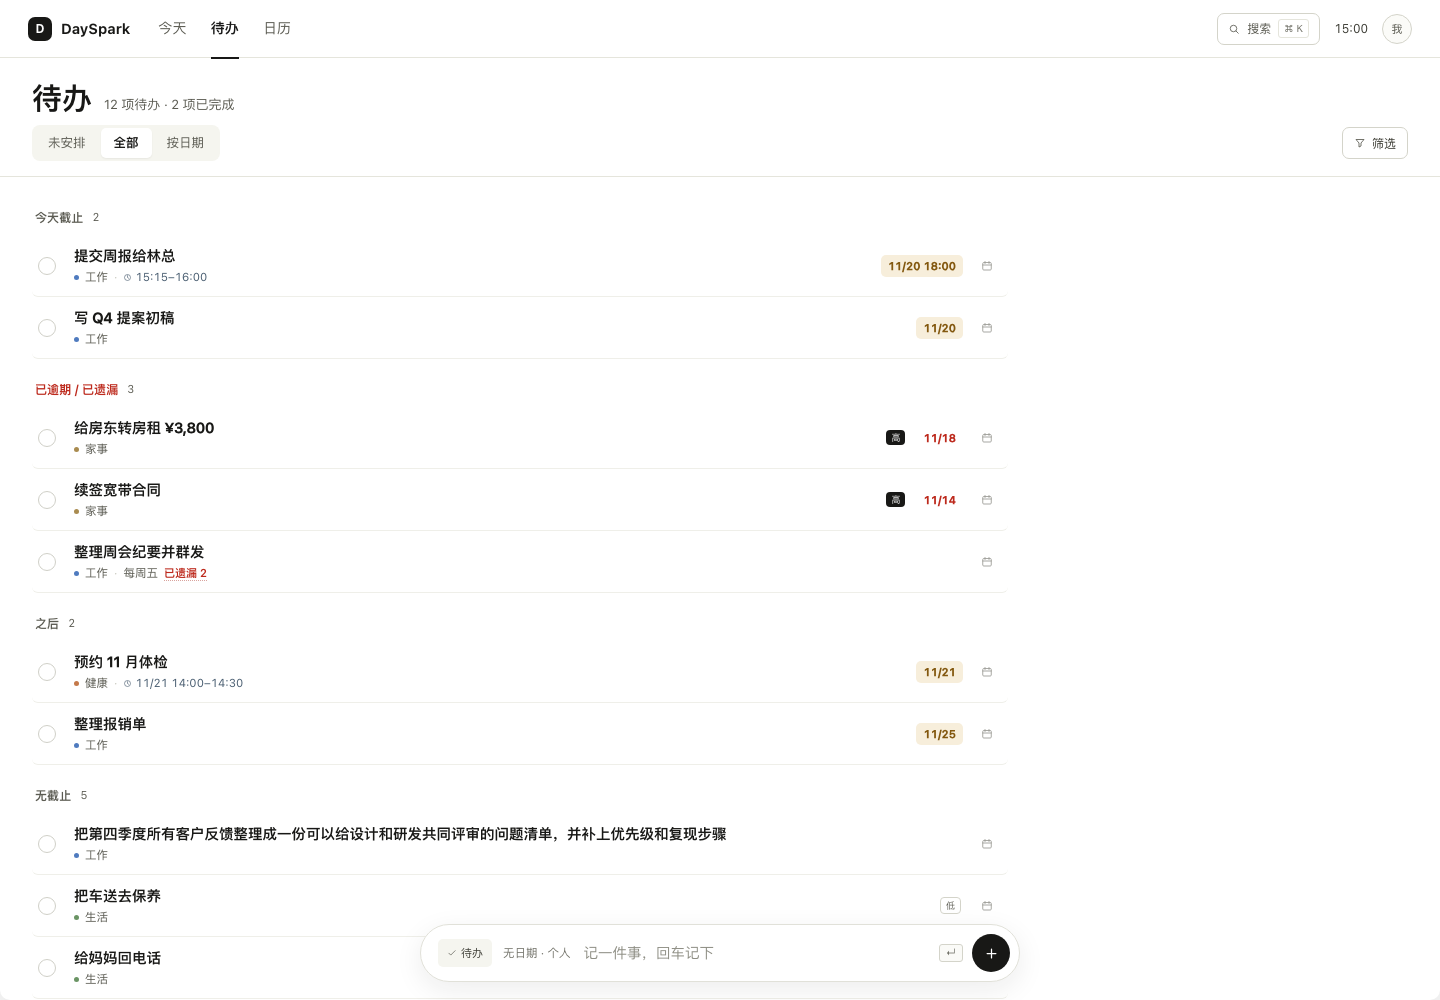 D DaySpark 今天 待办 日历 搜索 ⌘ K 15:00 我
待办 12 项待办 · 2 项已完成
未安排 全部 按日期 筛选
今天截止 2
提交周报给林总
工作 · 15:15–16:00 11/20 18:00
写 Q4 提案初稿
工作 11/20
已逾期 / 已遗漏 3
给房东转房租 ¥3,800
家事 高 11/18
续签宽带合同
家事 高 11/14
整理周会纪要并群发
工作 · 每周五 已遗漏 2
之后 2
预约 11 月体检
健康 · 11/21 14:00–14:30 11/21
整理报销单
工作 11/25
无截止 5
把第四季度所有客户反馈整理成一份可以给设计和研发共同评审的问题清单，并补上优先级和复现步骤
工作
把车送去保养
生活 低
给妈妈回电话
生活
待办 无日期 · 个人 记一件事，回车记下